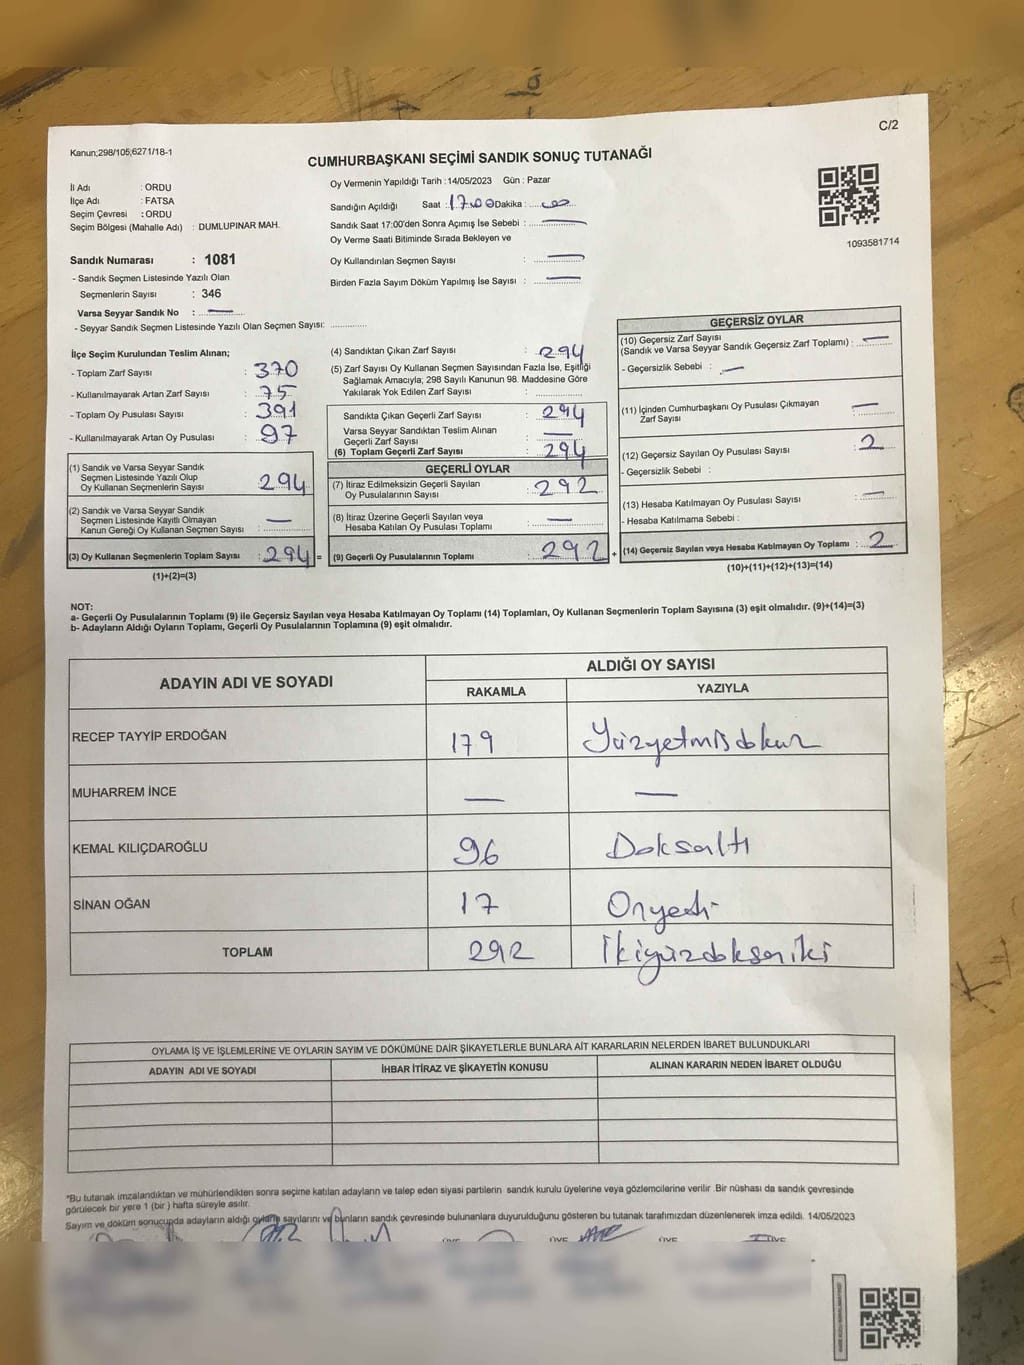 C/2
Kanun;298/105;6271/18-1
CUMHURBAŞKANI SEÇİMİ SANDIK SONUÇ TUTANAĞI
İl Adı : ORDU
İlçe Adı : FATSA
Seçim Çevresi : ORDU
Seçim Bölgesi (Mahalle Adı) : DUMLUPINAR MAH.
Oy Vermenin Yapıldığı Tarih : 14/05/2023 Gün : Pazar
Sandığın Açıldığı Saat : 17.00 Dakika :
Sandık Saat 17:00'den Sonra Açımış İse Sebebi : —
Oy Verme Saati Bitiminde Sırada Bekleyen ve
Oy Kullandırılan Seçmen Sayısı : —
Birden Fazla Sayım Döküm Yapılmış İse Sayısı : —
1093581714
Sandık Numarası : 1081
- Sandık Seçmen Listesinde Yazılı Olan
Seçmenlerin Sayısı : 346
Varsa Seyyar Sandık No : —
- Seyyar Sandık Seçmen Listesinde Yazılı Olan Seçmen Sayısı: ..............
İlçe Seçim Kurulundan Teslim Alınan;
- Toplam Zarf Sayısı : 370
- Kullanılmayarak Artan Zarf Sayısı : 75
- Toplam Oy Pusulası Sayısı : 391
- Kullanılmayarak Artan Oy Pusulası : 97
(1) Sandık ve Varsa Seyyar Sandık
Seçmen Listesinde Yazılı Olup
Oy Kullanan Seçmenlerin Sayısı : 294
(2) Sandık ve Varsa Seyyar Sandık
Seçmen Listesinde Kayıtlı Olmayan
Kanun Gereği Oy Kullanan Seçmen Sayısı : —
(3) Oy Kullanan Seçmenlerin Toplam Sayısı : 294 =
(1)+(2)=(3)
(4) Sandıktan Çıkan Zarf Sayısı : 294
(5) Zarf Sayısı Oy Kullanan Seçmen Sayısından Fazla İse, Eşitliği
Sağlamak Amacıyla; 298 Sayılı Kanunun 98. Maddesine Göre
Yakılarak Yok Edilen Zarf Sayısı :
Sandıkta Çıkan Geçerli Zarf Sayısı : 294
Varsa Seyyar Sandıktan Teslim Alınan
Geçerli Zarf Sayısı : —
(6) Toplam Geçerli Zarf Sayısı : 294
GEÇERLİ OYLAR
(7) İtiraz Edilmeksizin Geçerli Sayılan
Oy Pusulalarının Sayısı : 292
(8) İtiraz Üzerine Geçerli Sayılan veya
Hesaba Katılan Oy Pusulası Toplamı : —
(9) Geçerli Oy Pusulalarının Toplamı : 292 +
GEÇERSİZ OYLAR
(10) Geçersiz Zarf Sayısı
(Sandık ve Varsa Seyyar Sandık Geçersiz Zarf Toplamı) : —
- Geçersizlik Sebebi : —
(11) İçinden Cumhurbaşkanı Oy Pusulası Çıkmayan
Zarf Sayısı : —
(12) Geçersiz Sayılan Oy Pusulası Sayısı : 2
- Geçersizlik Sebebi :
(13) Hesaba Katılmayan Oy Pusulası Sayısı : —
- Hesaba Katılmama Sebebi :
(14) Geçersiz Sayılan veya Hesaba Katılmayan Oy Toplamı : 2
(10)+(11)+(12)+(13)=(14)
NOT:
a- Geçerli Oy Pusulalarının Toplamı (9) ile Geçersiz Sayılan veya Hesaba Katılmayan Oy Toplamı (14) Toplamları, Oy Kullanan Seçmenlerin Toplam Sayısına (3) eşit olmalıdır. (9)+(14)=(3)
b- Adayların Aldığı Oyların Toplamı, Geçerli Oy Pusulalarının Toplamına (9) eşit olmalıdır.
ADAYIN ADI VE SOYADI
ALDIĞI OY SAYISI
RAKAMLA YAZIYLA
RECEP TAYYİP ERDOĞAN 179 Yüzyetmişdokuz
MUHARREM İNCE — —
KEMAL KILIÇDAROĞLU 96 Doksaltı
SİNAN OĞAN 17 Onyedi
TOPLAM 292 İkiyüzdoksaniki
OYLAMA İŞ VE İŞLEMLERİNE VE OYLARIN SAYIM VE DÖKÜMÜNE DAİR ŞİKAYETLERLE BUNLARA AİT KARARLARIN NELERDEN İBARET BULUNDUKLARI
ADAYIN ADI VE SOYADI İHBAR İTİRAZ VE ŞİKAYETİN KONUSU ALINAN KARARIN NEDEN İBARET OLDUĞU
*Bu tutanak imzalandıktan ve mühürlendikten sonra seçime katılan adayların ve talep eden siyasi partilerin sandık kurulu üyelerine veya gözlemcilerine verilir. Bir nüshası da sandık çevresinde
görülecek bir yere 1 (bir ) hafta süreyle asılır.
Sayım ve döküm sonucunda adayların aldığı oyların sayılarını ve bunların sandık çevresinde bulunanlara duyurulduğunu gösteren bu tutanak tarafımızdan düzenlenerek imza edildi. 14/05/2023
ÜYE ÜYE ÜYE ÜYE